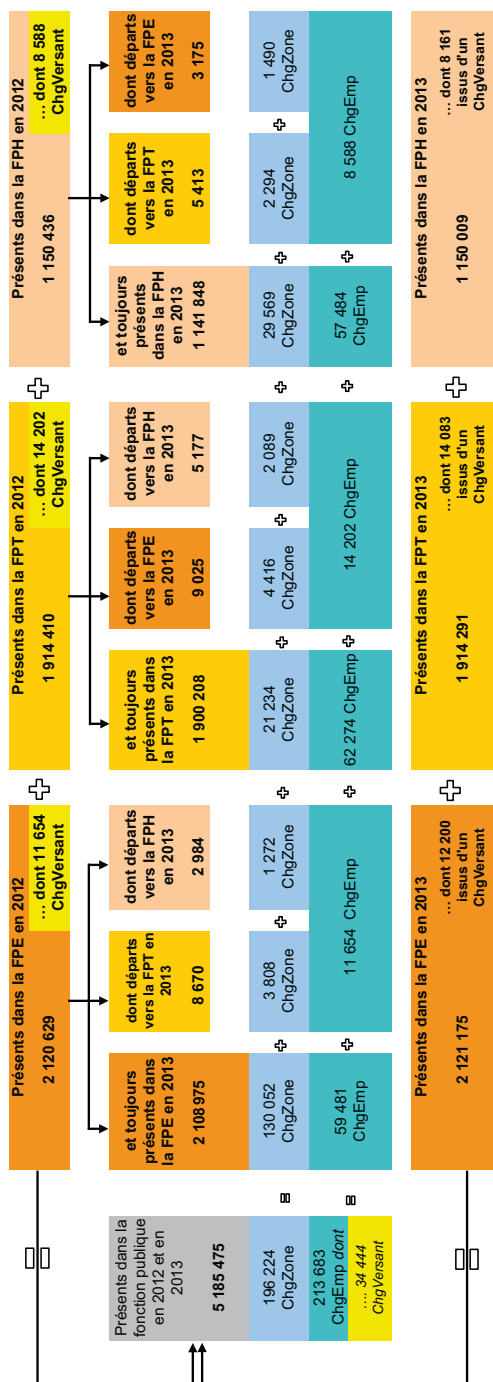 Présents dans la FPE en 2012
2 120 629
… dont 11 654
ChgVersant
Présents dans la FPT en 2012
1 914 410
… dont 14 202
ChgVersant
Présents dans la FPH en 2012
1 150 436
… dont 8 588
ChgVersant
Présents dans la
fonction publique
en 2012 et en
2013
5 185 475
et toujours
présents dans
la FPE en 2013
2 108 975
dont départs
vers la FPT en
2013
8 670
dont départs
vers la FPH
en 2013
2 984
et toujours
présents dans
la FPT en 2013
1 900 208
dont départs
vers la FPE
en 2013
9 025
dont départs
vers la FPH
en 2013
5 177
et toujours
présents
dans la FPH
en 2013
1 141 848
dont départs
vers la FPT
en 2013
5 413
dont départs
vers la FPE
en 2013
3 175
196 224
ChgZone
130 052
ChgZone
3 808
ChgZone
1 272
ChgZone
21 234
ChgZone
4 416
ChgZone
2 089
ChgZone
29 569
ChgZone
2 294
ChgZone
1 490
ChgZone
213 683
ChgEmp dont
…. 34 444
ChgVersant
59 481
ChgEmp
11 654 ChgEmp
62 274 ChgEmp
14 202 ChgEmp
57 484
ChgEmp
8 588 ChgEmp
Présents dans la FPE en 2013
2 121 175
… dont 12 200
issus d'un
ChgVersant
Présents dans la FPT en 2013
1 914 291
… dont 14 083
issus d'un
ChgVersant
Présents dans la FPH en 2013
1 150 009
… dont 8 161
issus d'un
ChgVersant